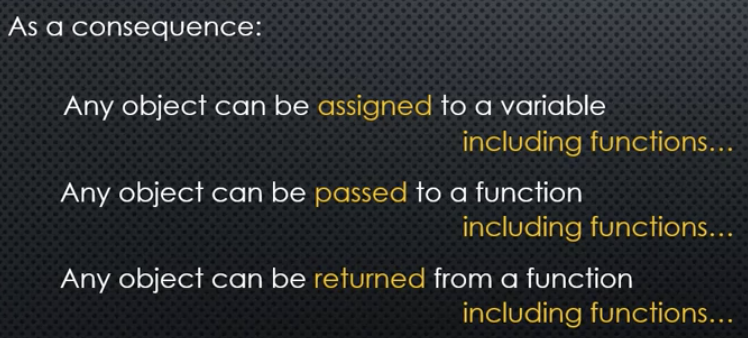 As a consequence:
Any object can be assigned to a variable
including functions...
Any object can be passed to a function
including functions...
Any object can be returned from a function
including functions...